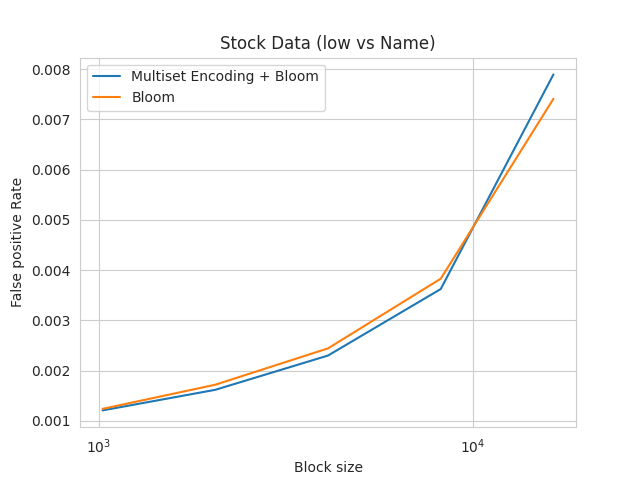 Stock Data (low vs Name)
Multiset Encoding + Bloom
Bloom
0.008
0.007
0.006
0.005
0.004
0.003
0.002
0.001
False positive Rate
10³
10⁴
Block size